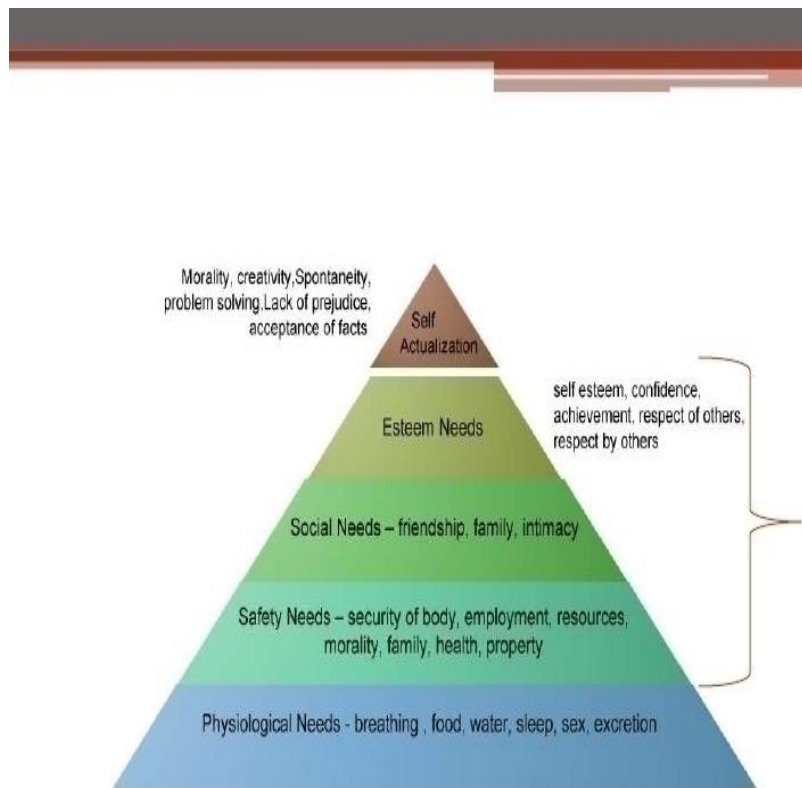 Morality, creativity,Spontaneity,
problem solving,Lack of prejudice,
acceptance of facts
Self
Actualization
self esteem, confidence,
achievement, respect of others,
respect by others
Esteem Needs
Social Needs – friendship, family, intimacy
Safety Needs – security of body, employment, resources,
morality, family, health, property
Physiological Needs - breathing , food, water, sleep, sex, excretion